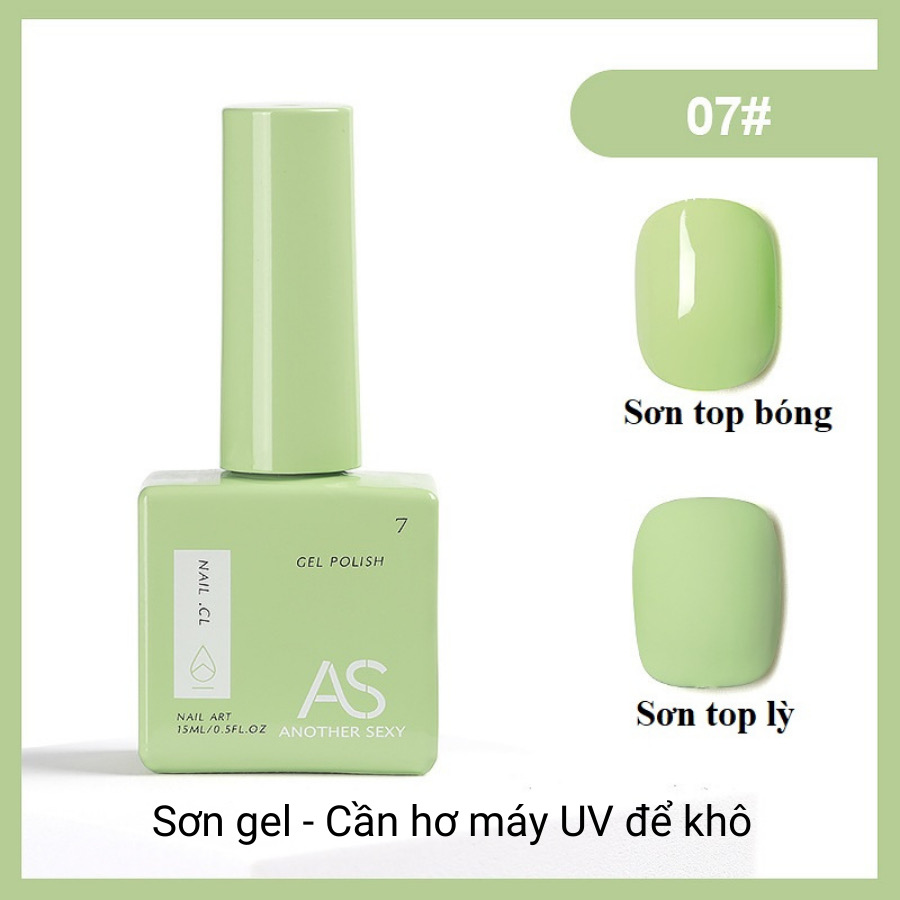 07#
Sơn top bóng
7
GEL POLISH
NAIL .CL
AS
NAIL ART
15ML/0.5FL.OZ
ANOTHER SEXY
Sơn top lỳ
Sơn gel - Cần hơ máy UV để khô